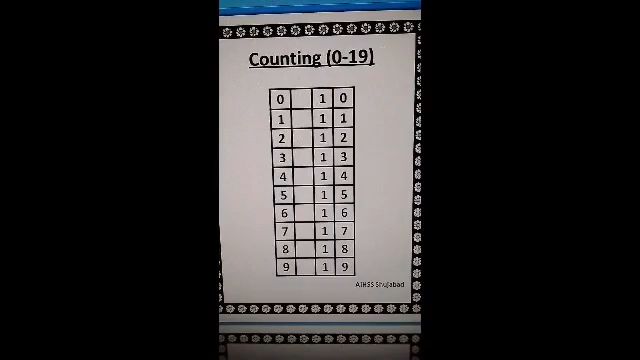 Counting (0-19)
0 1 0
1 1 1
2 1 2
3 1 3
4 1 4
5 1 5
6 1 6
7 1 7
8 1 8
9 1 9
AIHSS Shujabad